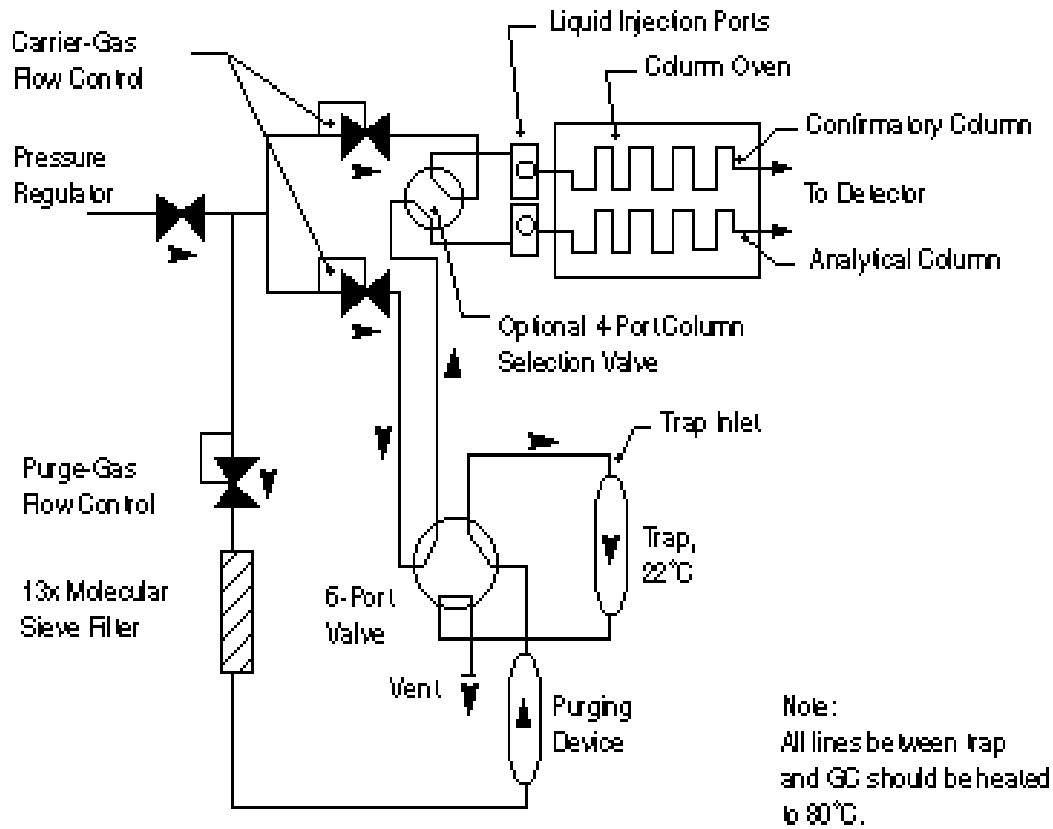 Carrier-Gas
Flow Control
Liquid Injection Ports
Column Oven
Confirmatory Column
Pressure
Regulator
To Detector
Analytical Column
Optional 4-Port Column
Selection Valve
Trap Inlet
Purge-Gas
Flow Control
Trap,
22°C
13x Molecular
Sieve Filter
6-Port
Valve
Vent
Purging
Device
Note:
All lines between trap
and GC should be heated
to 80°C.